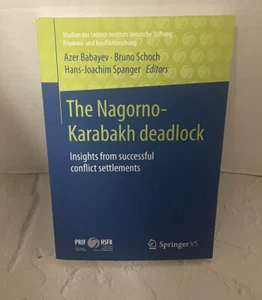 Studien des Leibniz-Instituts Hessische Stiftung
Friedens- und Konfliktforschung
Azer Babayev · Bruno Schoch
Hans-Joachim Spanger Editors
The Nagorno-
Karabakh deadlock
Insights from successful
conflict settlements
PRIF HSFK
Springer VS